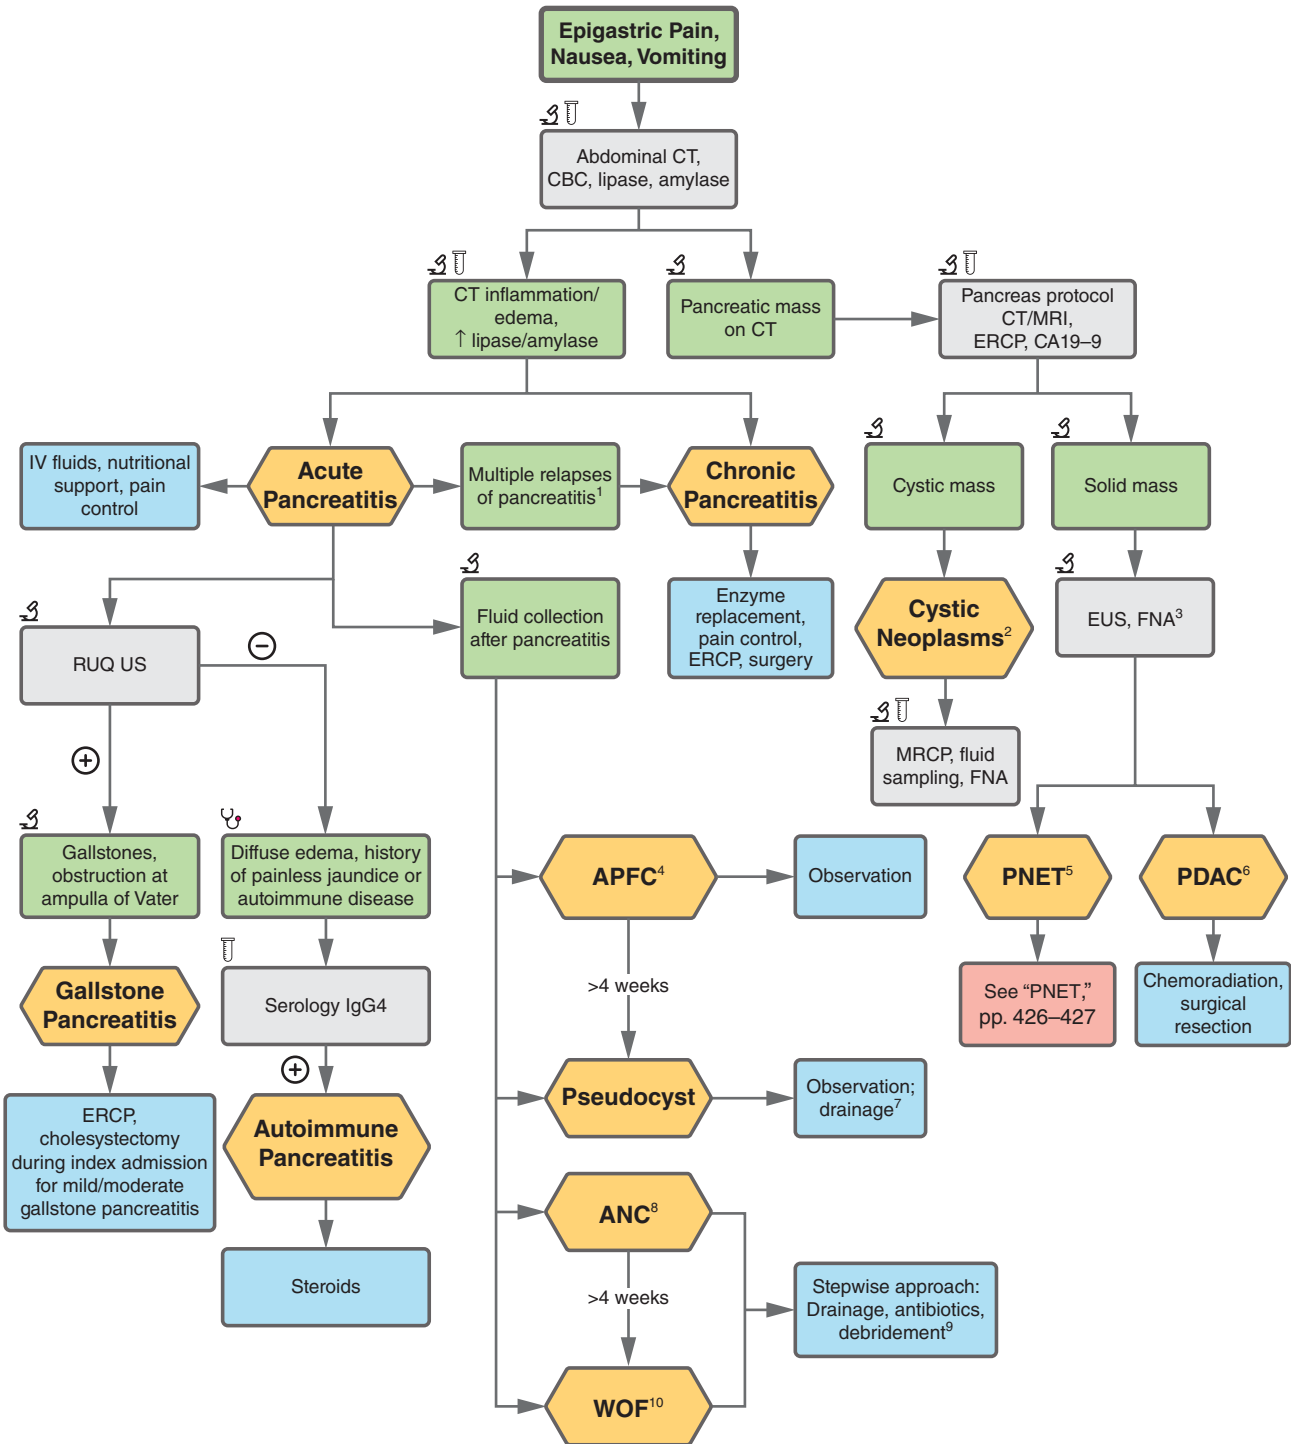 Epigastric Pain,
Nausea, Vomiting
Abdominal CT,
CBC, lipase, amylase
CT inflammation/
edema,
↑ lipase/amylase
Pancreatic mass
on CT
Pancreas protocol
CT/MRI,
ERCP, CA19–9
IV fluids, nutritional
support, pain
control
Acute
Pancreatitis
Multiple relapses
of pancreatitis1
Chronic
Pancreatitis
Cystic mass
Solid mass
RUQ US
Fluid collection
after pancreatitis
Enzyme
replacement,
pain control,
ERCP, surgery
Cystic
Neoplasms2
EUS, FNA3
MRCP, fluid
sampling, FNA
Gallstones,
obstruction at
ampulla of Vater
Diffuse edema, history
of painless jaundice or
autoimmune disease
APFC4
Observation
PNET5
PDAC6
Gallstone
Pancreatitis
Serology IgG4
>4 weeks
See “PNET,”
pp. 426–427
Chemoradiation,
surgical
resection
ERCP,
cholesystectomy
during index admission
for mild/moderate
gallstone pancreatitis
Autoimmune
Pancreatitis
Pseudocyst
Observation;
drainage7
Steroids
ANC8
>4 weeks
Stepwise approach:
Drainage, antibiotics,
debridement9
WOF10